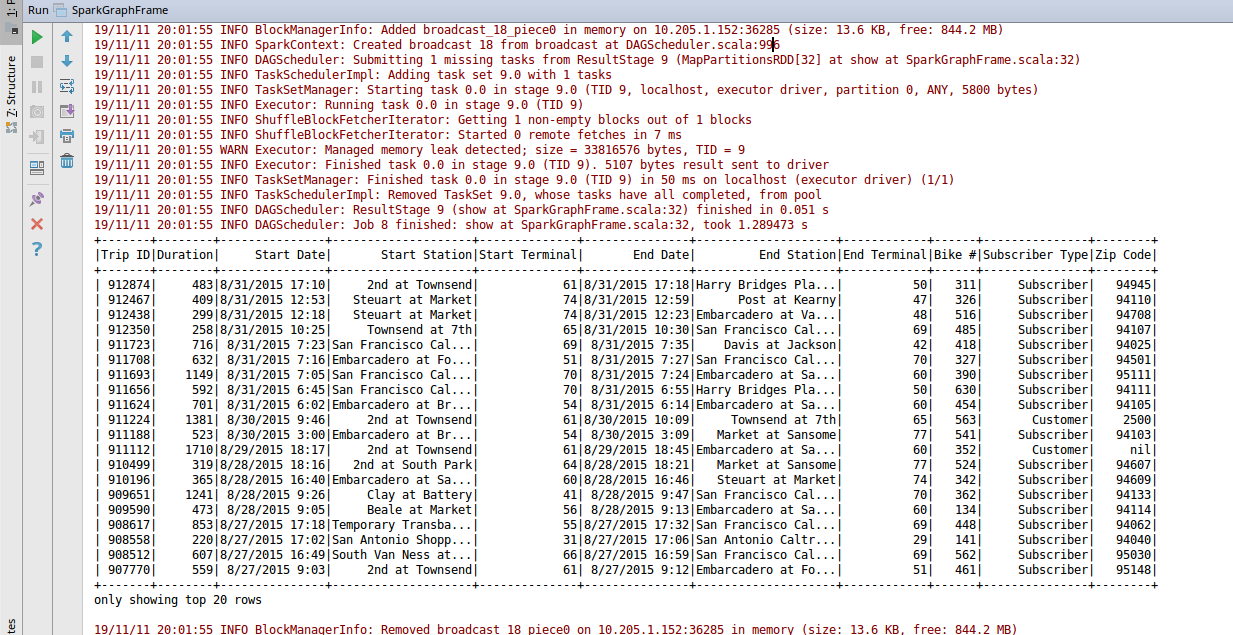 Run SparkGraphFrame
1: 
Z: Structure
19/11/11 20:01:55 INFO BlockManagerInfo: Added broadcast_18_piece0 in memory on 10.205.1.152:36285 (size: 13.6 KB, free: 844.2 MB)
19/11/11 20:01:55 INFO SparkContext: Created broadcast 18 from broadcast at DAGScheduler.scala:996
19/11/11 20:01:55 INFO DAGScheduler: Submitting 1 missing tasks from ResultStage 9 (MapPartitionsRDD[32] at show at SparkGraphFrame.scala:32)
19/11/11 20:01:55 INFO TaskSchedulerImpl: Adding task set 9.0 with 1 tasks
19/11/11 20:01:55 INFO TaskSetManager: Starting task 0.0 in stage 9.0 (TID 9, localhost, executor driver, partition 0, ANY, 5800 bytes)
19/11/11 20:01:55 INFO Executor: Running task 0.0 in stage 9.0 (TID 9)
19/11/11 20:01:55 INFO ShuffleBlockFetcherIterator: Getting 1 non-empty blocks out of 1 blocks
19/11/11 20:01:55 INFO ShuffleBlockFetcherIterator: Started 0 remote fetches in 7 ms
19/11/11 20:01:55 WARN Executor: Managed memory leak detected; size = 33816576 bytes, TID = 9
19/11/11 20:01:55 INFO Executor: Finished task 0.0 in stage 9.0 (TID 9). 5107 bytes result sent to driver
19/11/11 20:01:55 INFO TaskSetManager: Finished task 0.0 in stage 9.0 (TID 9) in 50 ms on localhost (executor driver) (1/1)
19/11/11 20:01:55 INFO TaskSchedulerImpl: Removed TaskSet 9.0, whose tasks have all completed, from pool
19/11/11 20:01:55 INFO DAGScheduler: ResultStage 9 (show at SparkGraphFrame.scala:32) finished in 0.051 s
19/11/11 20:01:55 INFO DAGScheduler: Job 8 finished: show at SparkGraphFrame.scala:32, took 1.289473 s
+-------+--------+---------------+--------------------+--------------+---------------+--------------------+------------+------+---------------+--------+
|Trip ID|Duration|     Start Date|       Start Station|Start Terminal|       End Date|         End Station|End Terminal|Bike #|Subscriber Type|Zip Code|
+-------+--------+---------------+--------------------+--------------+---------------+--------------------+------------+------+---------------+--------+
| 912874|     483|8/31/2015 17:10|     2nd at Townsend|            61|8/31/2015 17:18|Harry Bridges Pla...|          50|   311|     Subscriber|   94945|
| 912467|     409|8/31/2015 12:53|   Steuart at Market|            74|8/31/2015 12:59|      Post at Kearny|          47|   326|     Subscriber|   94110|
| 912438|     299|8/31/2015 12:18|   Steuart at Market|            74|8/31/2015 12:23|Embarcadero at Va...|          48|   516|     Subscriber|   94708|
| 912350|     258|8/31/2015 10:25|     Townsend at 7th|            65|8/31/2015 10:30|San Francisco Cal...|          69|   485|     Subscriber|   94107|
| 911723|     716| 8/31/2015 7:23|San Francisco Cal...|            69| 8/31/2015 7:35|    Davis at Jackson|          42|   418|     Subscriber|   94025|
| 911708|     632| 8/31/2015 7:16|Embarcadero at Fo...|            51| 8/31/2015 7:27|San Francisco Cal...|          70|   327|     Subscriber|   94501|
| 911693|    1149| 8/31/2015 7:05|San Francisco Cal...|            70| 8/31/2015 7:24|Embarcadero at Sa...|          60|   390|     Subscriber|   95111|
| 911656|     592| 8/31/2015 6:45|San Francisco Cal...|            70| 8/31/2015 6:55|Harry Bridges Pla...|          50|   630|     Subscriber|   94111|
| 911624|     701| 8/31/2015 6:02|Embarcadero at Br...|            54| 8/31/2015 6:14|Embarcadero at Sa...|          60|   454|     Subscriber|   94105|
| 911224|    1381| 8/30/2015 9:46|     2nd at Townsend|            61|8/30/2015 10:09|     Townsend at 7th|          65|   563|       Customer|    2500|
| 911188|     523| 8/30/2015 3:00|Embarcadero at Br...|            54| 8/30/2015 3:09|   Market at Sansome|          77|   541|     Subscriber|   94103|
| 911112|    1710|8/29/2015 18:17|     2nd at Townsend|            61|8/29/2015 18:45|Embarcadero at Sa...|          60|   352|       Customer|     nil|
| 910499|     319|8/28/2015 18:16|   2nd at South Park|            64|8/28/2015 18:21|   Market at Sansome|          77|   524|     Subscriber|   94607|
| 910196|     365|8/28/2015 16:40|Embarcadero at Sa...|            60|8/28/2015 16:46|   Steuart at Market|          74|   342|     Subscriber|   94609|
| 909651|    1241| 8/28/2015 9:26|     Clay at Battery|            41| 8/28/2015 9:47|San Francisco Cal...|          70|   362|     Subscriber|   94133|
| 909590|     473| 8/28/2015 9:05|     Beale at Market|            56| 8/28/2015 9:13|Embarcadero at Sa...|          60|   134|     Subscriber|   94114|
| 908617|     853|8/27/2015 17:18|Temporary Transba...|            55|8/27/2015 17:32|San Francisco Cal...|          69|   448|     Subscriber|   94062|
| 908558|     220|8/27/2015 17:02|San Antonio Shopp...|            31|8/27/2015 17:06|San Antonio Caltr...|          29|   141|     Subscriber|   94040|
| 908512|     607|8/27/2015 16:49|South Van Ness at...|            66|8/27/2015 16:59|San Francisco Cal...|          69|   562|     Subscriber|   95030|
| 907770|     559| 8/27/2015 9:03|     2nd at Townsend|            61| 8/27/2015 9:12|Embarcadero at Fo...|          51|   461|     Subscriber|   95148|
+-------+--------+---------------+--------------------+--------------+---------------+--------------------+------------+------+---------------+--------+
only showing top 20 rows
19/11/11 20:01:55 INFO BlockManagerInfo: Removed broadcast_18_piece0 on 10.205.1.152:36285 in memory (size: 13.6 KB, free: 844.2 MB)